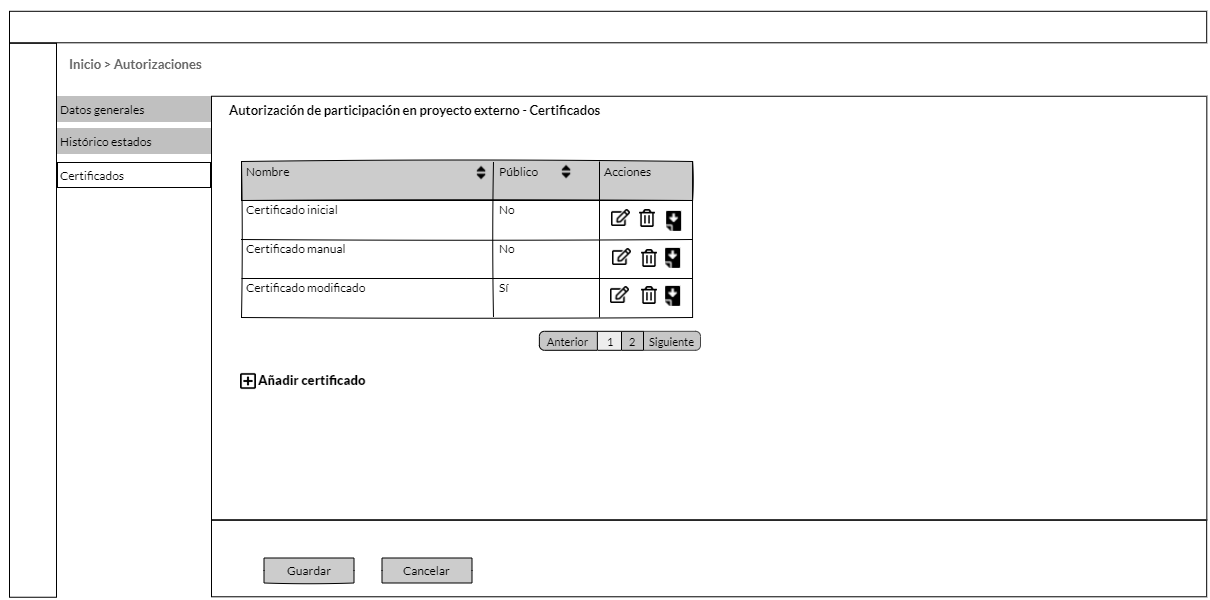 Inicio > Autorizaciones
Datos generales
Histórico estados
Certificados
Autorización de participación en proyecto externo - Certificados
Nombre Público Acciones
Certificado inicial No
Certificado manual No
Certificado modificado Sí
Anterior 1 2 Siguiente
Añadir certificado
Guardar Cancelar